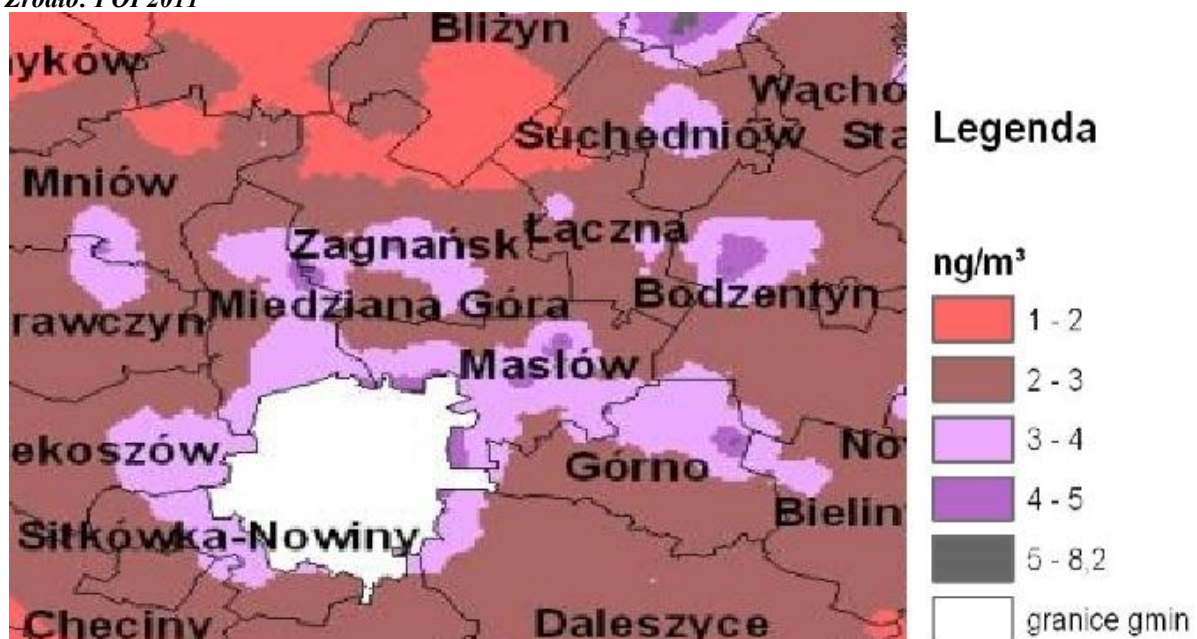 Źródło: POP 2011
Bliżyn
yków
Wącho
Suchedniów
Sta
Mniów
Łączna
Zagnańsk
Bodzentyn
Miedziana Góra
rawczyn
Masłów
ekoszów
No
Górno
Bielin
Sitkówka-Nowiny
Chęciny
Daleszyce
Legenda
ng/m³
1 - 2
2 - 3
3 - 4
4 - 5
5 - 8,2
granice gmin